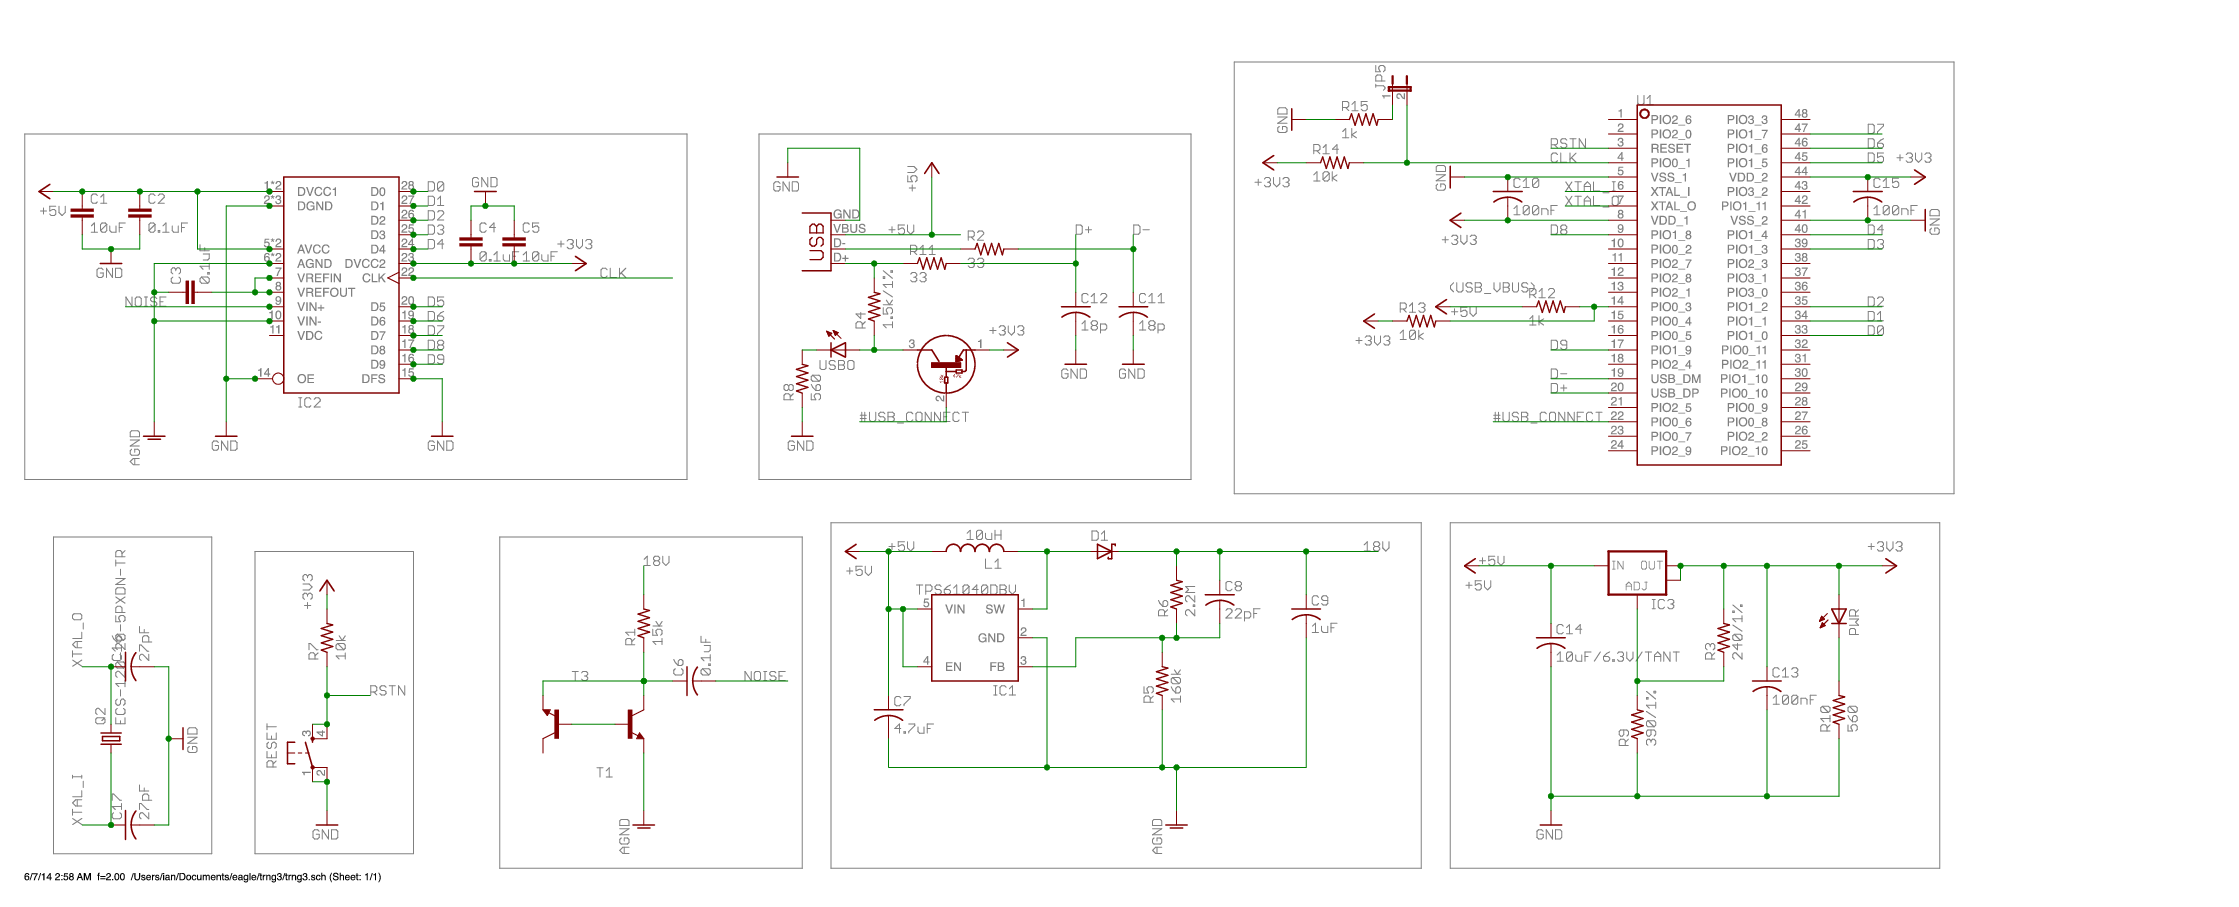 +5V
C1
10uF
C2
0.1uF
GND
C3
0.1uF
NOISE
AGND
GND
1*2
2*3
5*2
6*2
7
8
9
10
11
14
DVCC1
DGND
AVCC
AGND
VREFIN
VREFOUT
VIN+
VIN-
VDC
OE
D0
D1
D2
D3
D4
DVCC2
CLK
D5
D6
D7
D8
D9
DFS
IC2
28
27
26
25
24
23
22
20
19
18
17
16
15
D0
D1
D2
D3
D4
D5
D6
D7
D8
D9
GND
C4
0.1uF
C5
10uF
+3V3
CLK
GND
GND
USB
GND
VBUS
D-
D+
+5V
+5V
R11
33
R2
33
D+
D-
R4
1.5k/1%
C12
18p
C11
18p
GND
GND
USB0
R8
560
GND
3
1
2
+3V3
#USB_CONNECT
JP5
1
2
GND
R15
1k
+3V3
R14
10k
RSTN
CLK
GND
C10
100nF
XTAL_I
XTAL_O
+3V3
D8
(USB_VBUS)
+5V
R12
1k
R13
10k
+3V3
D9
D-
D+
#USB_CONNECT
U1
1 PIO2_6 PIO3_3 48
2 PIO2_0 PIO1_7 47
3 RESET PIO1_6 46
4 PIO0_1 PIO1_5 45
5 VSS_1 VDD_2 44
6 XTAL_I PIO3_2 43
7 XTAL_O PIO1_11 42
8 VDD_1 VSS_2 41
9 PIO1_8 PIO1_4 40
10 PIO0_2 PIO1_3 39
11 PIO2_7 PIO2_3 38
12 PIO2_8 PIO3_1 37
13 PIO2_1 PIO3_0 36
14 PIO0_3 PIO1_2 35
15 PIO0_4 PIO1_1 34
16 PIO0_5 PIO1_0 33
17 PIO1_9 PIO0_11 32
18 PIO2_4 PIO2_11 31
19 USB_DM PIO1_10 30
20 USB_DP PIO0_10 29
21 PIO2_5 PIO0_9 28
22 PIO0_6 PIO0_8 27
23 PIO0_7 PIO2_2 26
24 PIO2_9 PIO2_10 25
D7
D6
D5
+3V3
C15
100nF
GND
D4
D3
D2
D1
D0
XTAL_O
XTAL_I
Q2
ECS-120-20-5PXDN-TR
27pF
C17
27pF
GND
+3V3
R7
10k
RSTN
RESET
3
4
1
2
GND
18V
R1
15k
T3
C6
0.1uF
NOISE
T1
AGND
+5V
+5V
10uH
L1
D1
18V
TPS61040DBV
5 VIN SW 1
GND 2
4 EN FB 3
IC1
C7
4.7uF
R6
2.2M
C8
22pF
C9
1uF
R5
160k
AGND
+5V
+5V
IN OUT
ADJ
IC3
+3V3
C14
10uF/6.3V/TANT
R3
240/1%
R9
390/1%
C13
100nF
PWR
R10
560
GND
6/7/14 2:58 AM f=2.00 /Users/ian/Documents/eagle/trng3/trng3.sch (Sheet: 1/1)